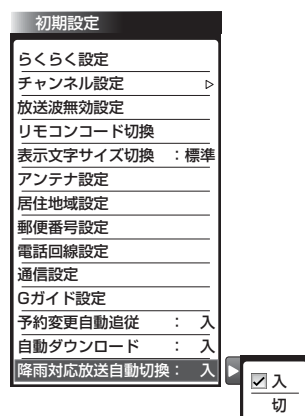 初期設定
らくらく設定
チャンネル設定
放送波無効設定
リモコンコード切換
表示文字サイズ切換 ：標準
アンテナ設定
居住地域設定
郵便番号設定
電話回線設定
通信設定
Gガイド設定
予約変更自動追従 ： 入
自動ダウンロード ： 入
降雨対応放送自動切換： 入
入
切